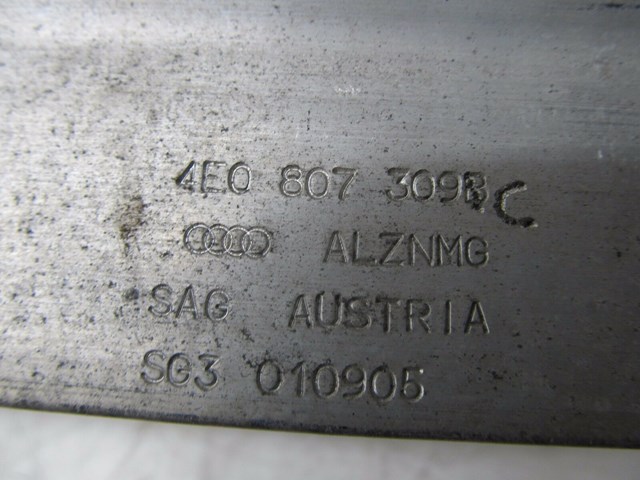 4E0 807 309B C
ALZNMG
SAG AUSTRIA
SG3 010905